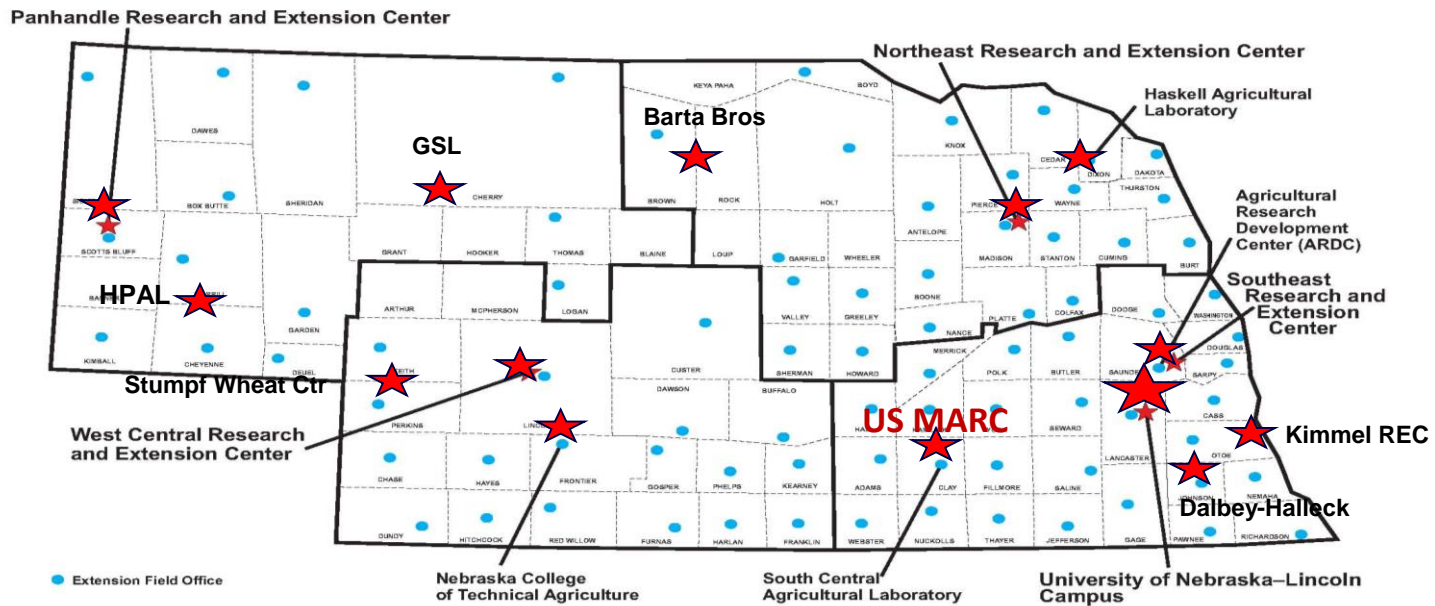 Panhandle Research and Extension Center
Northeast Research and Extension Center
Haskell Agricultural
Laboratory
Barta Bros
GSL
Agricultural
Research
Development
Center (ARDC)
Southeast
Research and
Extension
Center
HPAL
Stumpf Wheat Ctr
West Central Research
and Extension Center
US MARC
Kimmel REC
Dalbey-Halleck
Nebraska College
of Technical Agriculture
South Central
Agricultural Laboratory
University of Nebraska–Lincoln
Campus
Extension Field Office
KEYA PAHA
BOYD
DAWES
KNOX
CEDAR
DIXON
DAKOTA
BOX BUTTE
SHERIDAN
CHERRY
BROWN
ROCK
HOLT
PIERCE
WAYNE
THURSTON
ANTELOPE
SCOTTS BLUFF
GRANT
HOOKER
THOMAS
BLAINE
LOUP
GARFIELD
WHEELER
MADISON
STANTON
CUMING
BURT
GARDEN
ARTHUR
MCPHERSON
LOGAN
VALLEY
GREELEY
BOONE
NANCE
PLATTE
COLFAX
DODGE
WASHINGTON
KIMBALL
CHEYENNE
DEUEL
CUSTER
SHERMAN
HOWARD
MERRICK
POLK
BUTLER
DOUGLAS
SARPY
PERKINS
DAWSON
BUFFALO
SEWARD
LANCASTER
CASS
OTOE
CHASE
HAYES
FRONTIER
GOSPER
PHELPS
KEARNEY
ADAMS
CLAY
FILLMORE
SALINE
JOHNSON
NEMAHA
DUNDY
HITCHCOCK
RED WILLOW
FURNAS
HARLAN
FRANKLIN
WEBSTER
NUCKOLLS
THAYER
JEFFERSON
GAGE
PAWNEE
RICHARDSON